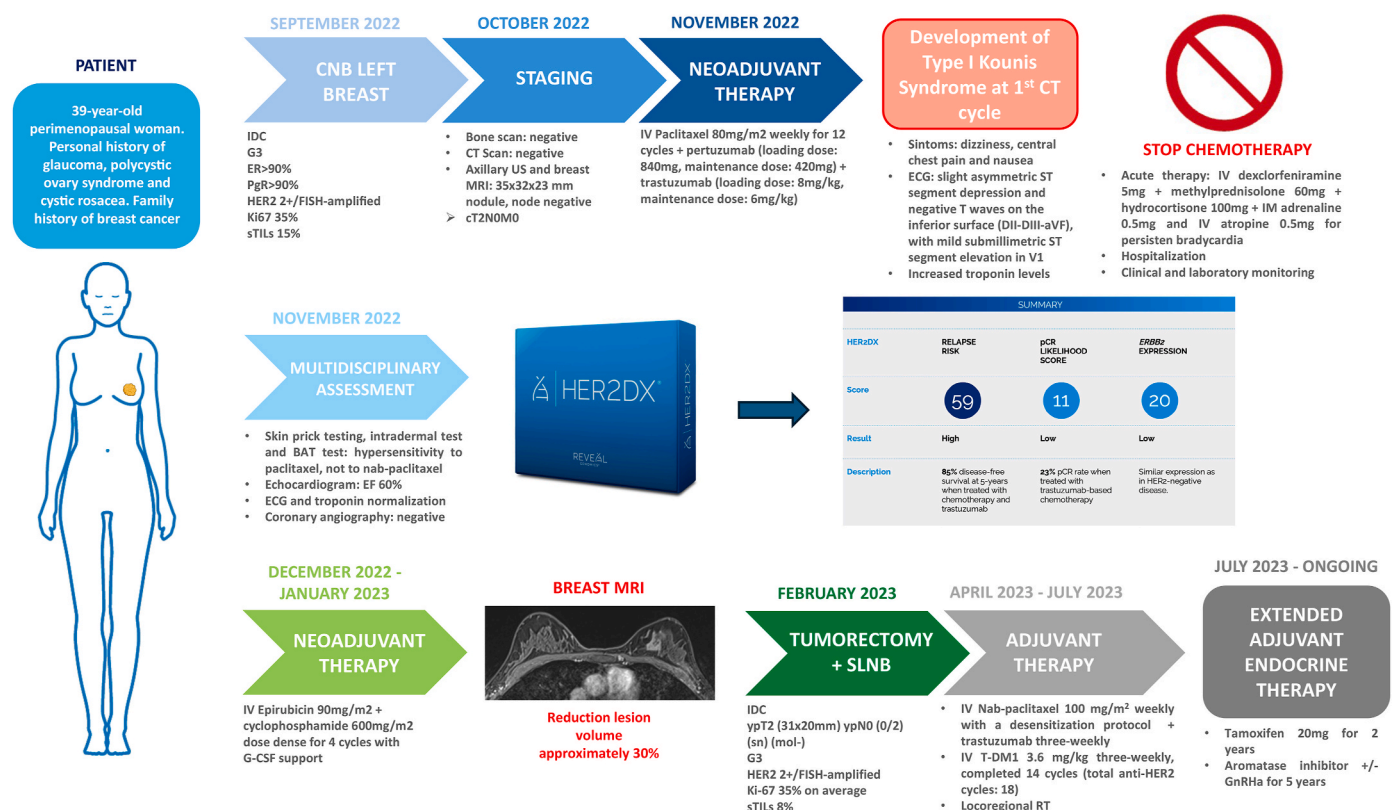 PATIENT
39-year-old
perimenopausal woman.
Personal history of
glaucoma, polycystic
ovary syndrome and
cystic rosacea. Family
history of breast cancer
SEPTEMBER 2022
CNB LEFT
BREAST
IDC
G3
ER>90%
PgR>90%
HER2 2+/FISH-amplified
Ki67 35%
sTILs 15%
OCTOBER 2022
STAGING
• Bone scan: negative
• CT Scan: negative
• Axillary US and breast
MRI: 35x32x23 mm
nodule, node negative
➢ cT2N0M0
NOVEMBER 2022
NEOADJUVANT
THERAPY
IV Paclitaxel 80mg/m2 weekly for 12
cycles + pertuzumab (loading dose:
840mg, maintenance dose: 420mg) +
trastuzumab (loading dose: 8mg/kg,
maintenance dose: 6mg/kg)
Development of
Type I Kounis
Syndrome at 1st CT
cycle
• Sintoms: dizziness, central
chest pain and nausea
• ECG: slight asymmetric ST
segment depression and
negative T waves on the
inferior surface (DII-DIII-aVF),
with mild submillimetric ST
segment elevation in V1
• Increased troponin levels
STOP CHEMOTHERAPY
• Acute therapy: IV dexclorfeniramine
5mg + methylprednisolone 60mg +
hydrocortisone 100mg + IM adrenaline
0.5mg and IV atropine 0.5mg for
persisten bradycardia
• Hospitalization
• Clinical and laboratory monitoring
NOVEMBER 2022
MULTIDISCIPLINARY
ASSESSMENT
• Skin prick testing, intradermal test
and BAT test: hypersensitivity to
paclitaxel, not to nab-paclitaxel
• Echocardiogram: EF 60%
• ECG and troponin normalization
• Coronary angiography: negative
HER2DX®
REVEAL
GENOMICS
HER2DX
SUMMARY
HER2DX
RELAPSE
RISK
pCR
LIKELIHOOD
SCORE
ERBB2
EXPRESSION
Score
59
11
20
Result
High
Low
Low
Description
85% disease-free
survival at 5-years
when treated with
chemotherapy and
trastuzumab
23% pCR rate when
treated with
trastuzumab-based
chemotherapy
Similar expression as
in HER2-negative
disease.
DECEMBER 2022 -
JANUARY 2023
NEOADJUVANT
THERAPY
IV Epirubicin 90mg/m2 +
cyclophosphamide 600mg/m2
dose dense for 4 cycles with
G-CSF support
BREAST MRI
Reduction lesion
volume
approximately 30%
FEBRUARY 2023
TUMORECTOMY
+ SLNB
IDC
ypT2 (31x20mm) ypN0 (0/2)
(sn) (mol-)
G3
HER2 2+/FISH-amplified
Ki-67 35% on average
sTILs 8%
APRIL 2023 - JULY 2023
ADJUVANT
THERAPY
• IV Nab-paclitaxel 100 mg/m² weekly
with a desensitization protocol +
trastuzumab three-weekly
• IV T-DM1 3.6 mg/kg three-weekly,
completed 14 cycles (total anti-HER2
cycles: 18)
• Locoregional RT
JULY 2023 - ONGOING
EXTENDED
ADJUVANT
ENDOCRINE
THERAPY
• Tamoxifen 20mg for 2
years
• Aromatase inhibitor +/-
GnRHa for 5 years